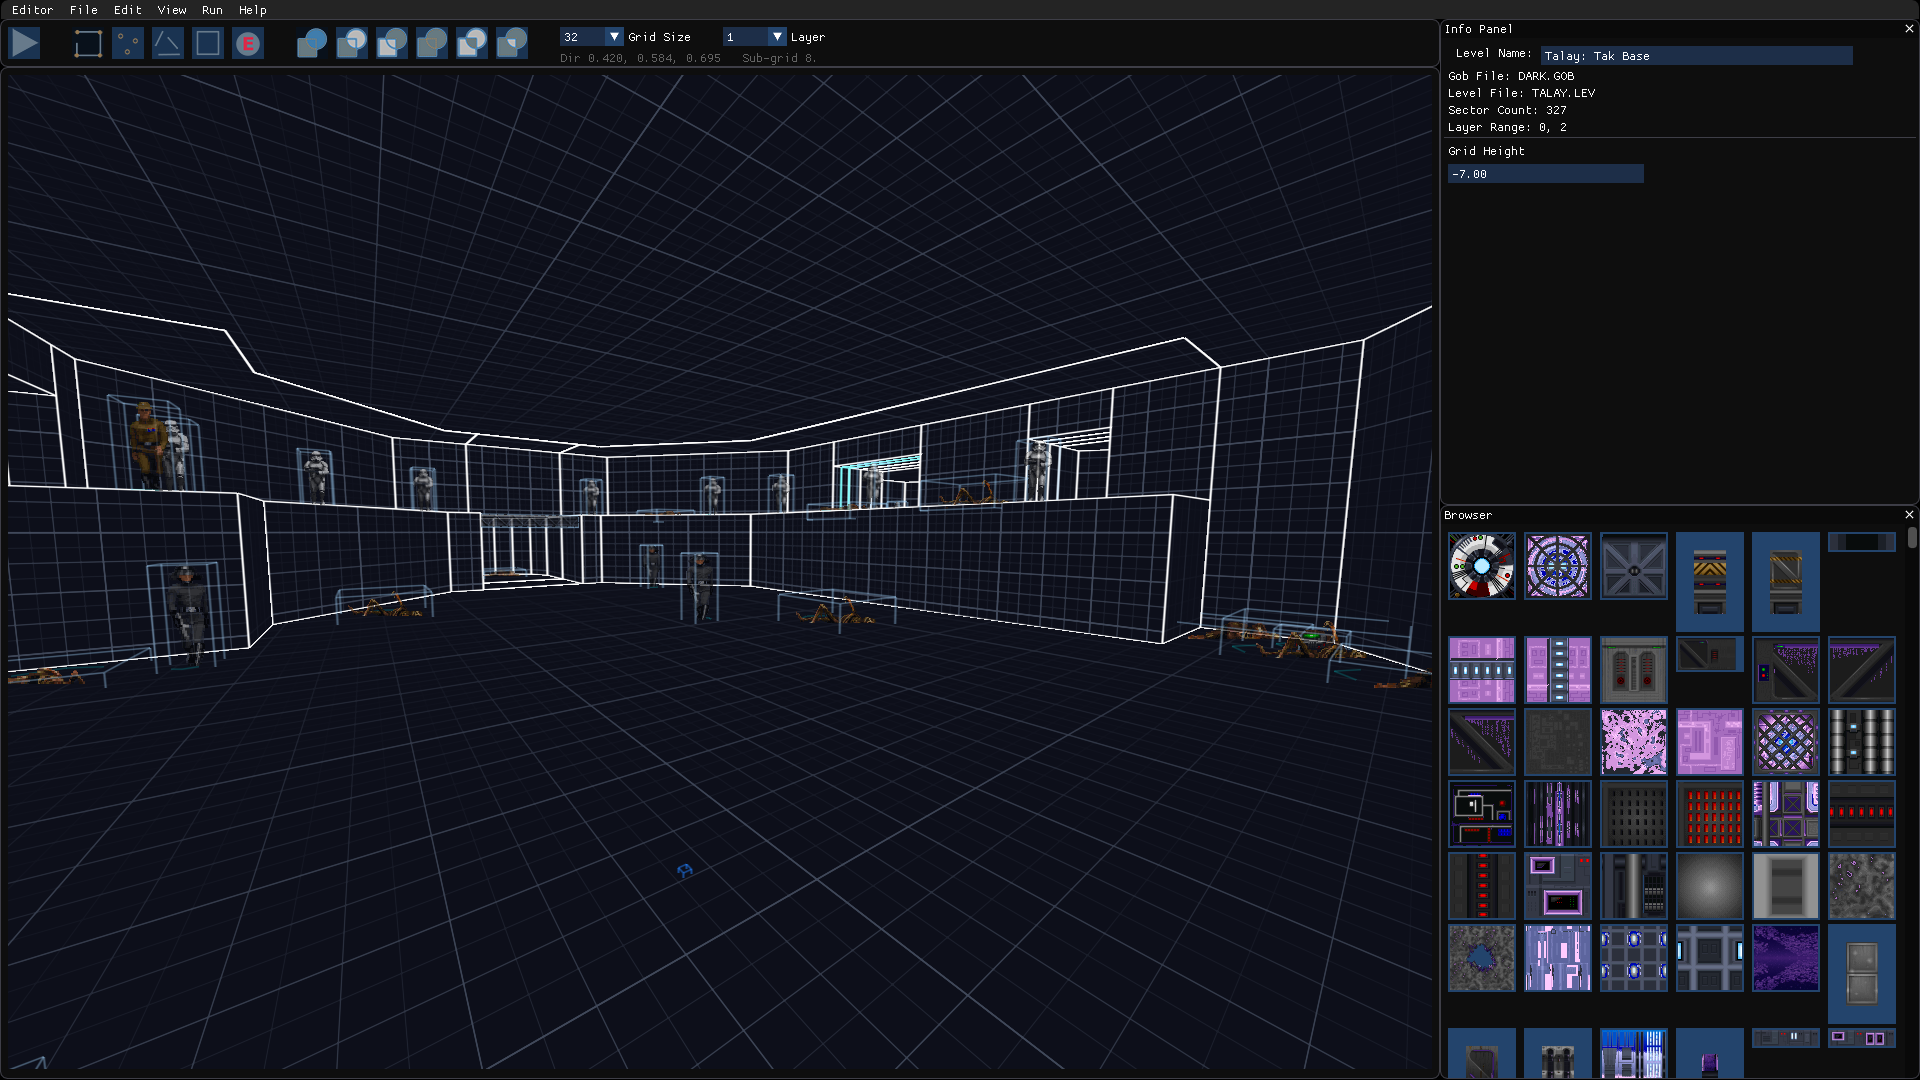 Editor File Edit View Run Help
E
32 Grid Size 1 Layer
Dir 0.420, 0.584, 0.695 Sub-grid 8.
Info Panel
Level Name: Talay: Tak Base
Gob File: DARK.GOB
Level File: TALAY.LEV
Sector Count: 327
Layer Range: 0, 2
Grid Height
-7.00
Browser